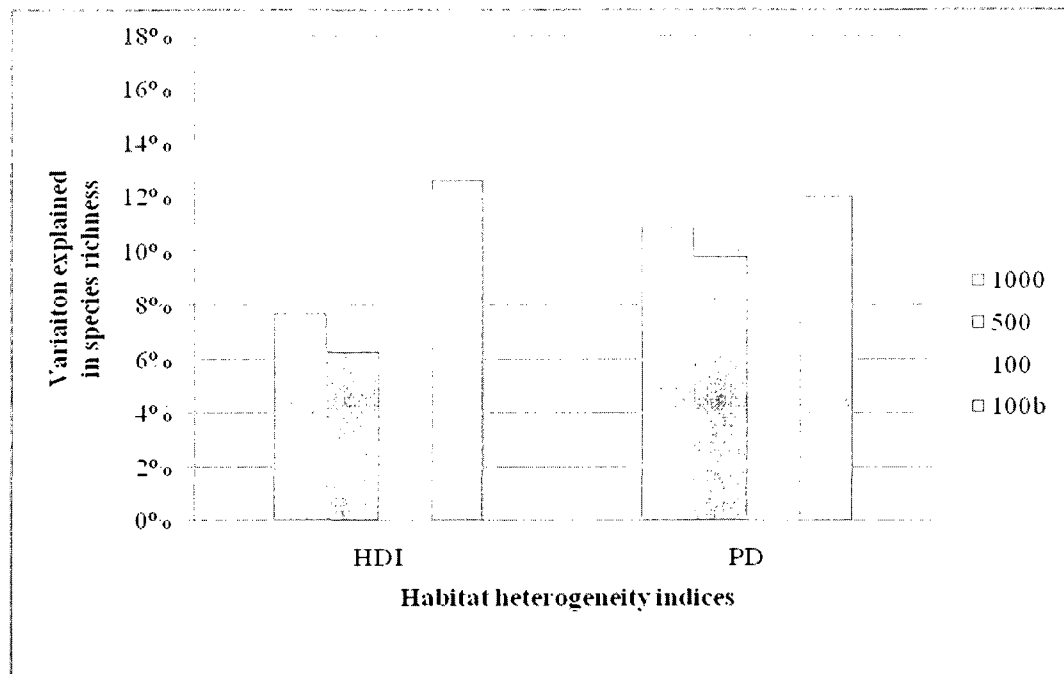 18%
16%
14%
12%
10%
8%
6%
4%
2%
0%
Variaiton explained
in species richness
HDI
PD
Habitat heterogeneity indices
1000
500
100
100b